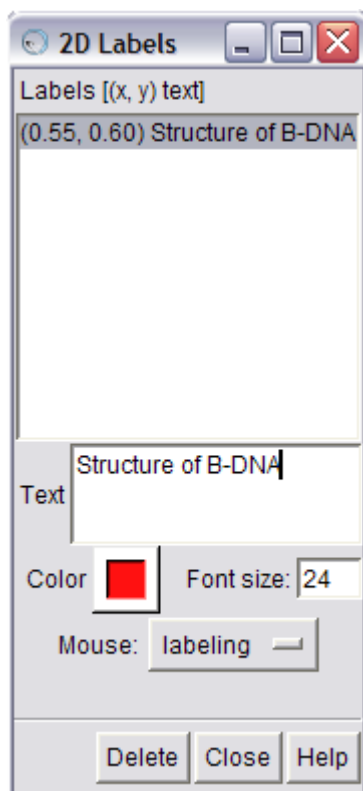 2D Labels
Labels [(x, y) text]
(0.55, 0.60) Structure of B-DNA
Text Structure of B-DNA
Color Font size: 24
Mouse: labeling
Delete Close Help